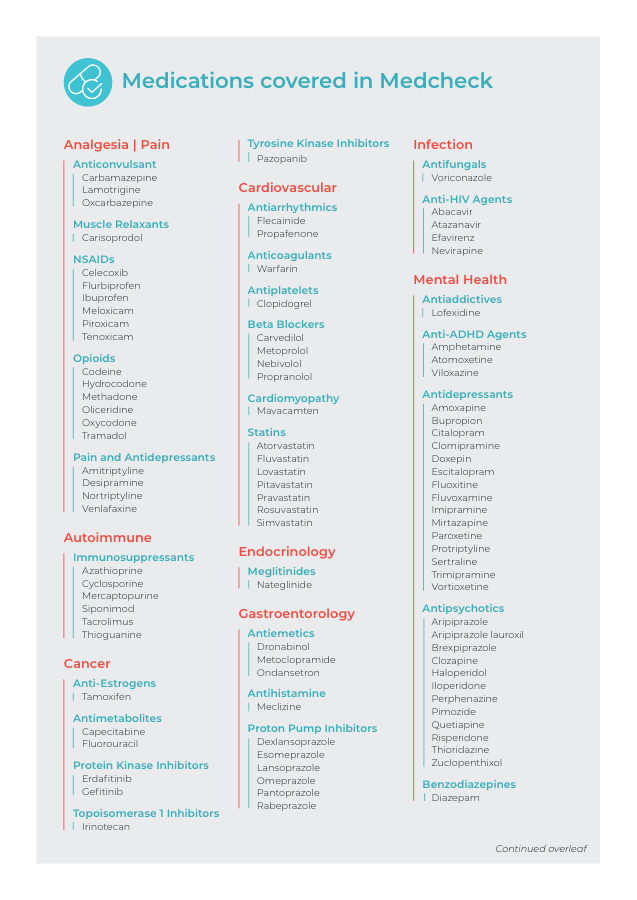 Medications covered in Medcheck
Analgesia | Pain
Anticonvulsant
Carbamazepine
Lamotrigine
Oxcarbazepine
Muscle Relaxants
Carisoprodol
NSAIDs
Celecoxib
Flurbiprofen
Ibuprofen
Meloxicam
Piroxicam
Tenoxicam
Opioids
Codeine
Hydrocodone
Methadone
Oliceridine
Oxycodone
Tramadol
Pain and Antidepressants
Amitriptyline
Desipramine
Nortriptyline
Venlafaxine
Autoimmune
Immunosuppressants
Azathioprine
Cyclosporine
Mercaptopurine
Siponimod
Tacrolimus
Thioguanine
Cancer
Anti-Estrogens
Tamoxifen
Antimetabolites
Capecitabine
Fluorouracil
Protein Kinase Inhibitors
Erdafitinib
Gefitinib
Topoisomerase 1 Inhibitors
Irinotecan
Tyrosine Kinase Inhibitors
Pazopanib
Cardiovascular
Antiarrhythmics
Flecainide
Propafenone
Anticoagulants
Warfarin
Antiplatelets
Clopidogrel
Beta Blockers
Carvedilol
Metoprolol
Nebivolol
Propranolol
Cardiomyopathy
Mavacamten
Statins
Atorvastatin
Fluvastatin
Lovastatin
Pitavastatin
Pravastatin
Rosuvastatin
Simvastatin
Endocrinology
Meglitinides
Nateglinide
Gastroentorology
Antiemetics
Dronabinol
Metoclopramide
Ondansetron
Antihistamine
Meclizine
Proton Pump Inhibitors
Dexlansoprazole
Esomeprazole
Lansoprazole
Omeprazole
Pantoprazole
Rabeprazole
Infection
Antifungals
Voriconazole
Anti-HIV Agents
Abacavir
Atazanavir
Efavirenz
Nevirapine
Mental Health
Antiaddictives
Lofexidine
Anti-ADHD Agents
Amphetamine
Atomoxetine
Viloxazine
Antidepressants
Amoxapine
Bupropion
Citalopram
Clomipramine
Doxepin
Escitalopram
Fluoxitine
Fluvoxamine
Imipramine
Mirtazapine
Paroxetine
Protriptyline
Sertraline
Trimipramine
Vortioxetine
Antipsychotics
Aripiprazole
Aripiprazole lauroxil
Brexpiprazole
Clozapine
Haloperidol
Iloperidone
Perphenazine
Pimozide
Quetiapine
Risperidone
Thioridazine
Zuclopenthixol
Benzodiazepines
Diazepam
Continued overleaf